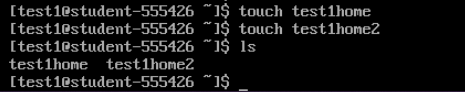 [test1@student-555426 ~]$ touch test1home
[test1@student-555426 ~]$ touch test1home2
[test1@student-555426 ~]$ ls
test1home  test1home2
[test1@student-555426 ~]$ _